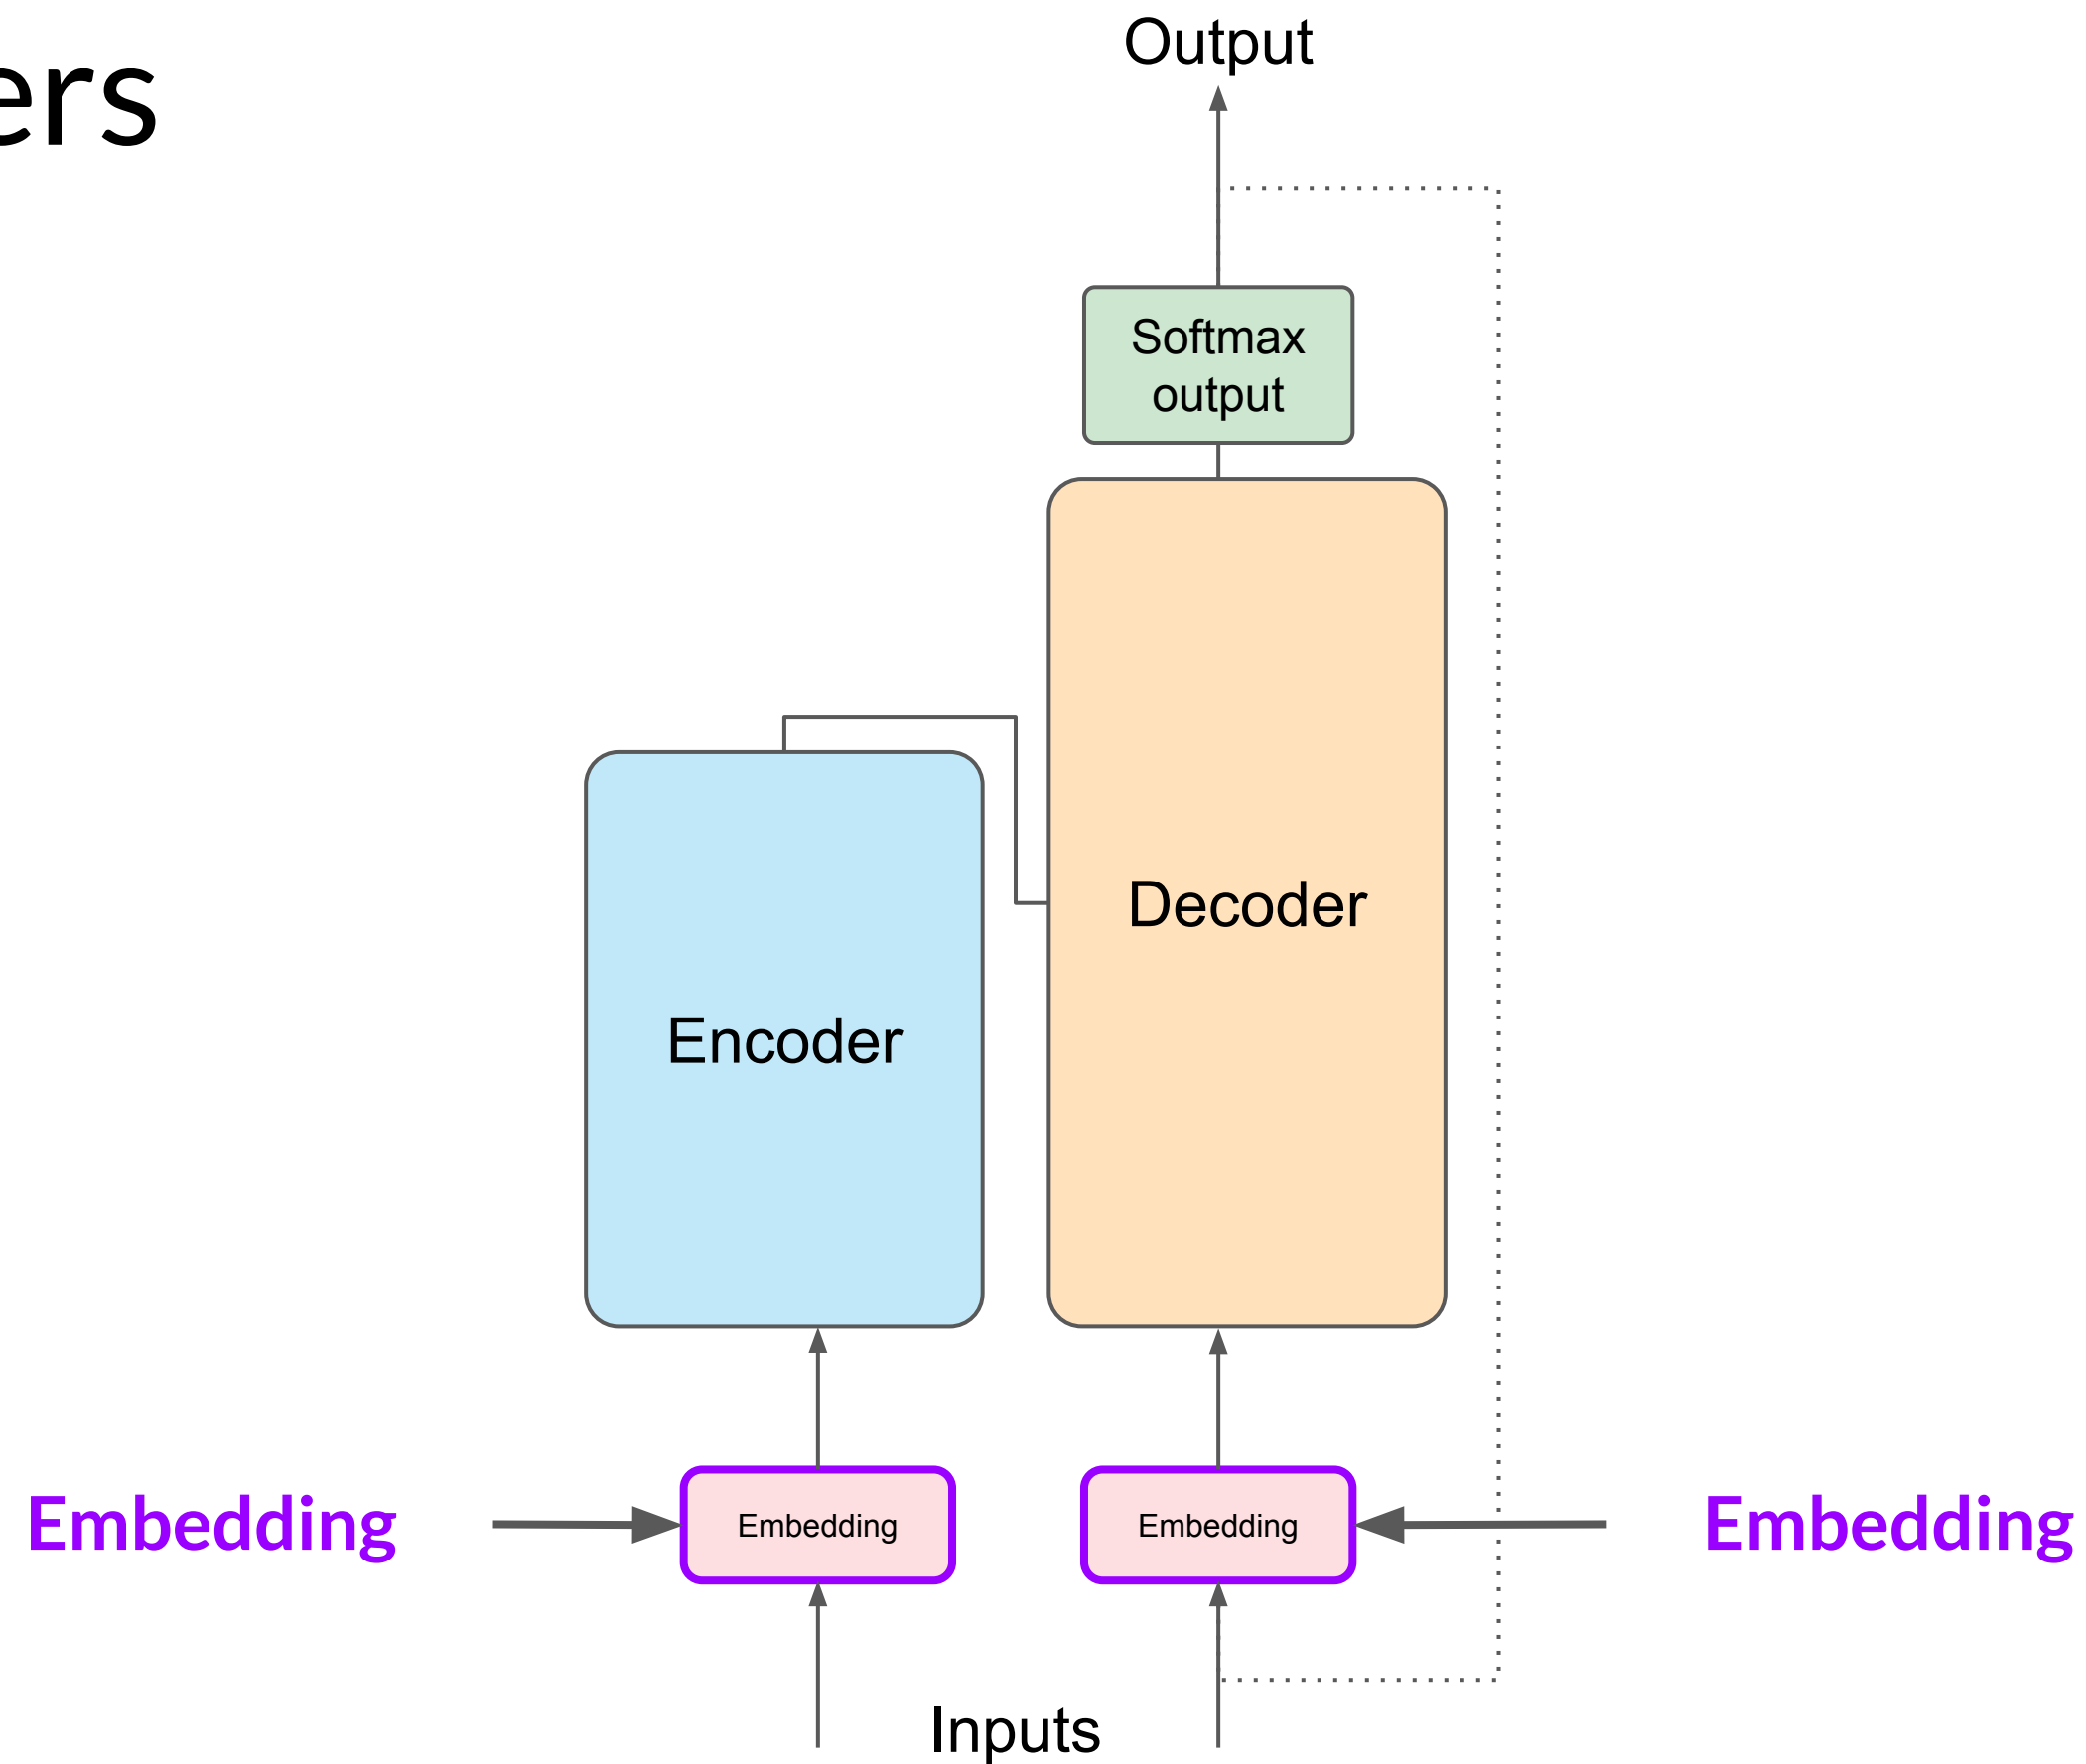 ers
Output
Softmax
output
Decoder
Encoder
Embedding
Embedding
Embedding
Embedding
Inputs